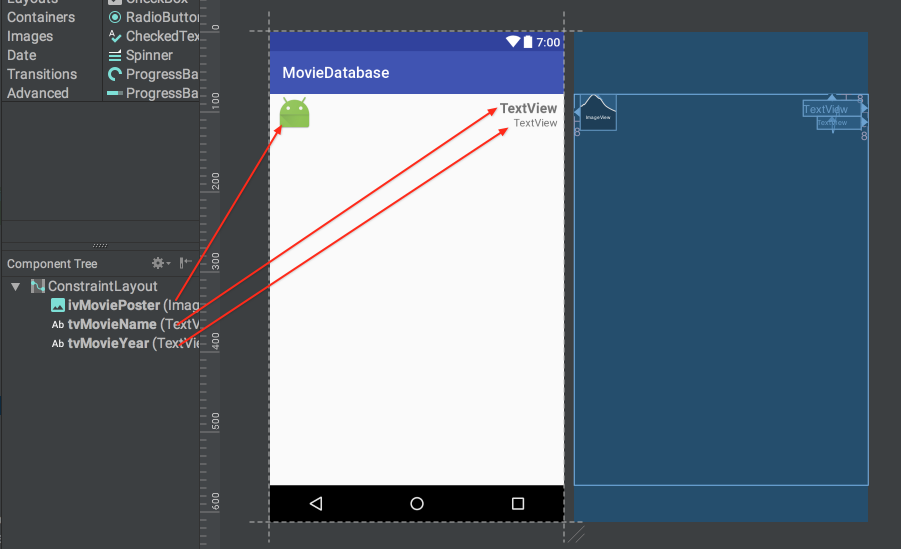 Layouts
CheckBox
Containers
RadioButton
Images
CheckedTex
Date
Spinner
Transitions
ProgressBa
Advanced
ProgressBa
Component Tree
ConstraintLayout
ivMoviePoster (Imag
Ab tvMovieName (TextV
Ab tvMovieYear (TextVie
0
100
200
300
400
500
600
7:00
MovieDatabase
TextView
TextView
ImageView
8
TextView
8
TextView
8